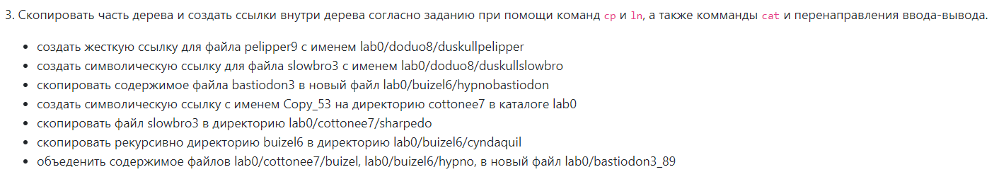 3. Скопировать часть дерева и создать ссылки внутри дерева согласно заданию при помощи команд cp и ln, а также комманды cat и перенаправления ввода-вывода.
• создать жесткую ссылку для файла pelipper9 с именем lab0/doduo8/duskullpelipper
• создать символическую ссылку для файла slowbro3 с именем lab0/doduo8/duskullslowbro
• скопировать содержимое файла bastiodon3 в новый файл lab0/buizel6/hypnobastiodon
• создать символическую ссылку c именем Copy_53 на директорию cottonee7 в каталоге lab0
• скопировать файл slowbro3 в директорию lab0/cottonee7/sharpedo
• скопировать рекурсивно директорию buizel6 в директорию lab0/buizel6/cyndaquil
• объеденить содержимое файлов lab0/cottonee7/buizel, lab0/buizel6/hypno, в новый файл lab0/bastiodon3_89